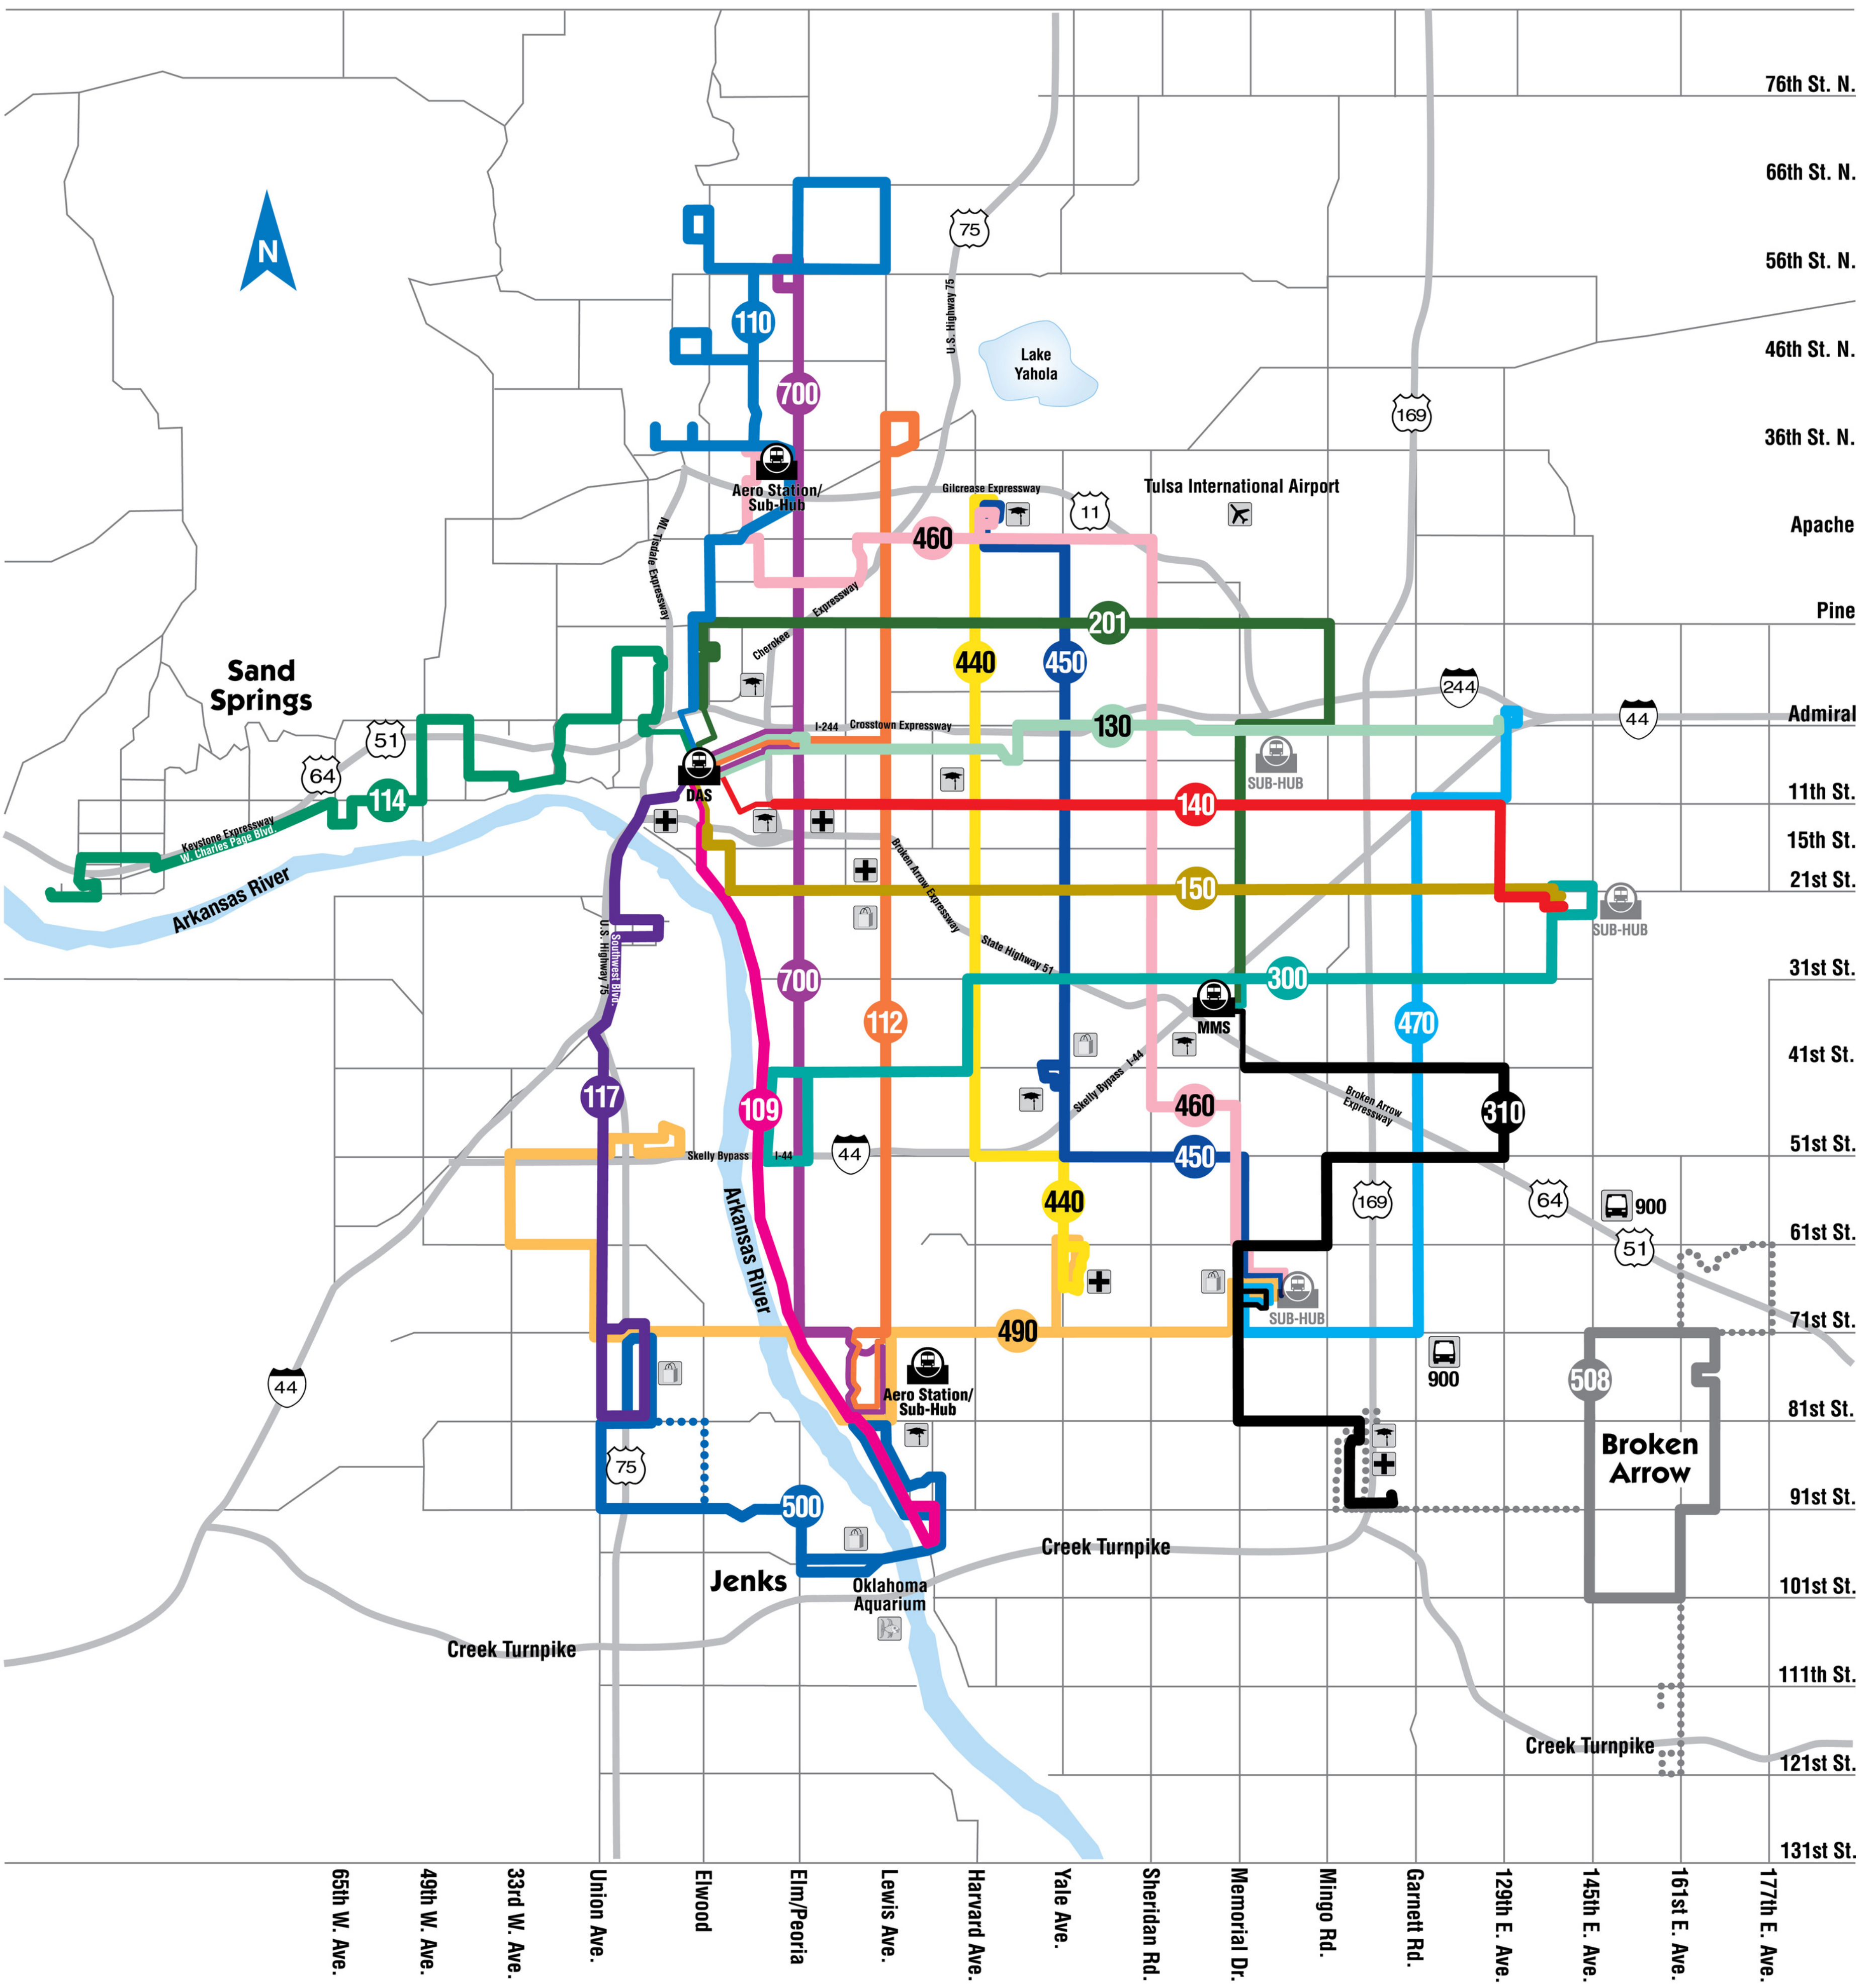 76th St. N.
66th St. N.
N
75
56th St. N.
U.S. Highway 75
110
Lake
Yahola
46th St. N.
700
169
36th St. N.
Aero Station/
Sub-Hub
Gilcrease Expressway
11
Tulsa International Airport
Apache
460
ML Tisdale Expressway
Cherokee
Expressway
Pine
201
Sand
Springs
440
450
244
44
Admiral
I-244
Crosstown Expressway
130
51
64
DAS
SUB-HUB
114
140
11th St.
Keystone Expressway
W. Charles Page Blvd.
15th St.
Broken Arrow Expressway
21st St.
150
Arkansas River
SUB-HUB
State Highway 51
U.S. Highway 75
Southwest Blvd.
31st St.
700
300
112
MMS
470
41st St.
Skelly Bypass
I-44
117
109
460
Broken Arrow
Expressway
310
51st St.
Skelly Bypass
I-44
44
450
440
169
64
900
51
61st St.
Arkansas River
SUB-HUB
71st St.
490
900
508
44
Aero Station/
Sub-Hub
81st St.
Broken
Arrow
75
91st St.
500
Creek Turnpike
Jenks
Oklahoma
Aquarium
101st St.
Creek Turnpike
111th St.
Creek Turnpike
121st St.
131st St.
65th W. Ave.
49th W. Ave.
33rd W. Ave.
Union Ave.
Elwood
Elm/Peoria
Lewis Ave.
Harvard Ave.
Yale Ave.
Sheridan Rd.
Memorial Dr.
Mingo Rd.
Garnett Rd.
129th E. Ave.
145th E. Ave.
161st E. Ave.
177th E. Ave.